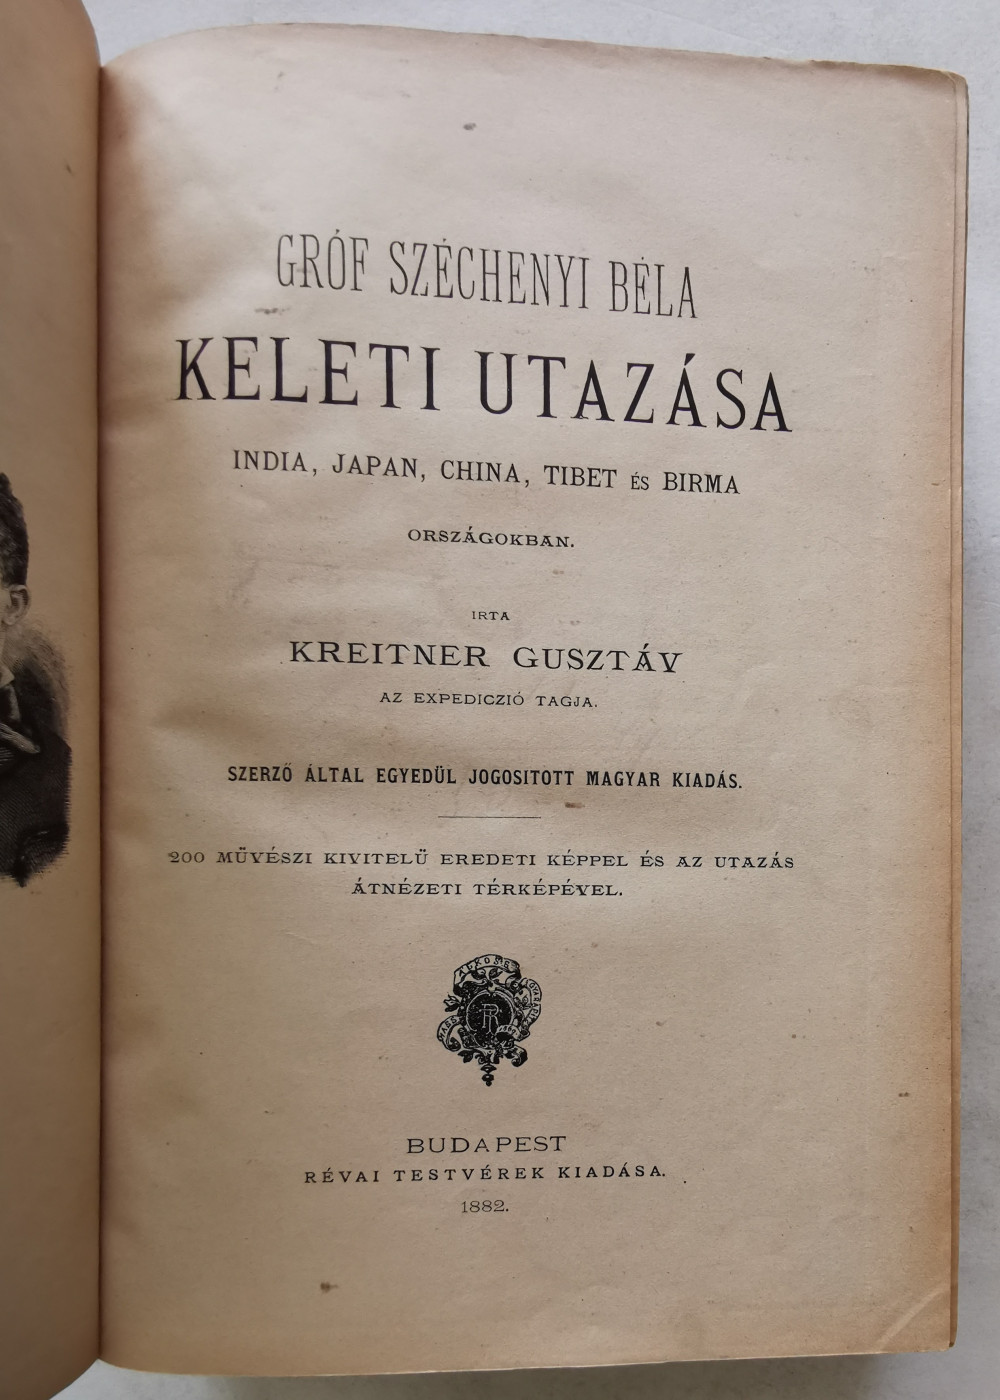 GRÓF SZÉCHENYI BÉLA
KELETI UTAZÁSA
INDIA, JAPAN, CHINA, TIBET ÉS BIRMA
ORSZÁGOKBAN.
IRTA
KREITNER GUSZTÁV
AZ EXPEDICZIÓ TAGJA.
SZERZŐ ÁLTAL EGYEDÜL JOGOSITOTT MAGYAR KIADÁS.
200 MŰVÉSZI KIVITELŰ EREDETI KÉPPEL ÉS AZ UTAZÁS
ÁTNÉZETI TÉRKÉPÉVEL.
BUDAPEST
RÉVAI TESTVÉREK KIADÁSA.
1882.